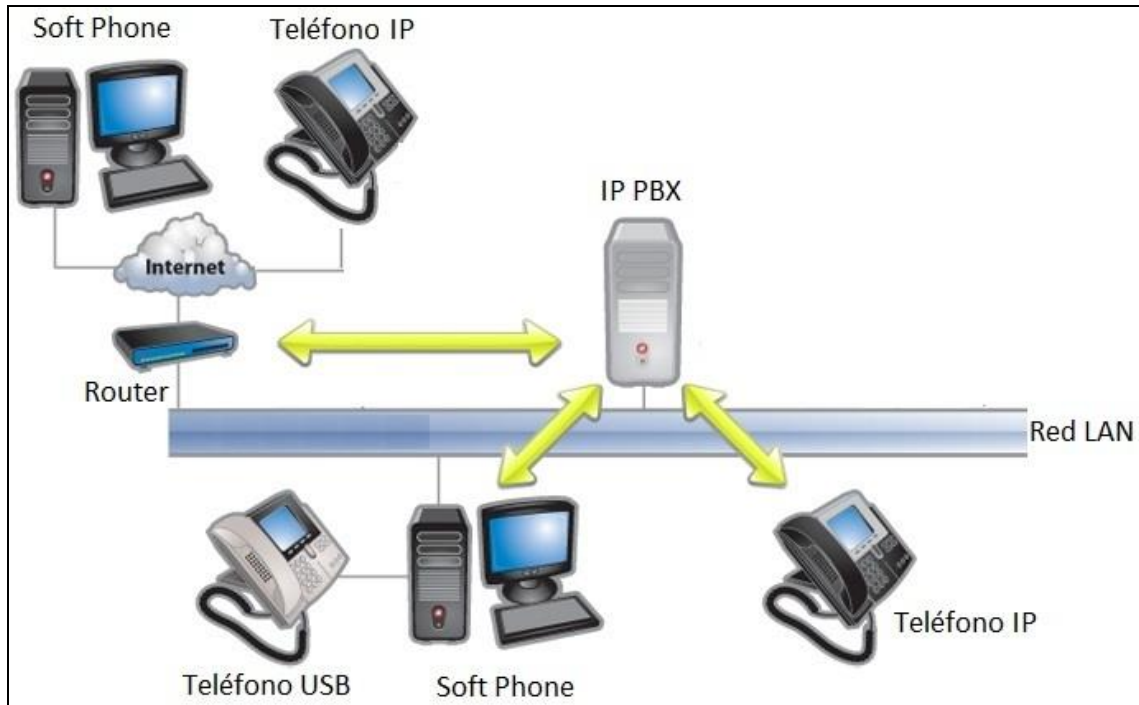 Soft Phone
Teléfono IP
IP PBX
Internet
Router
Red LAN
Teléfono USB
Soft Phone
Teléfono IP